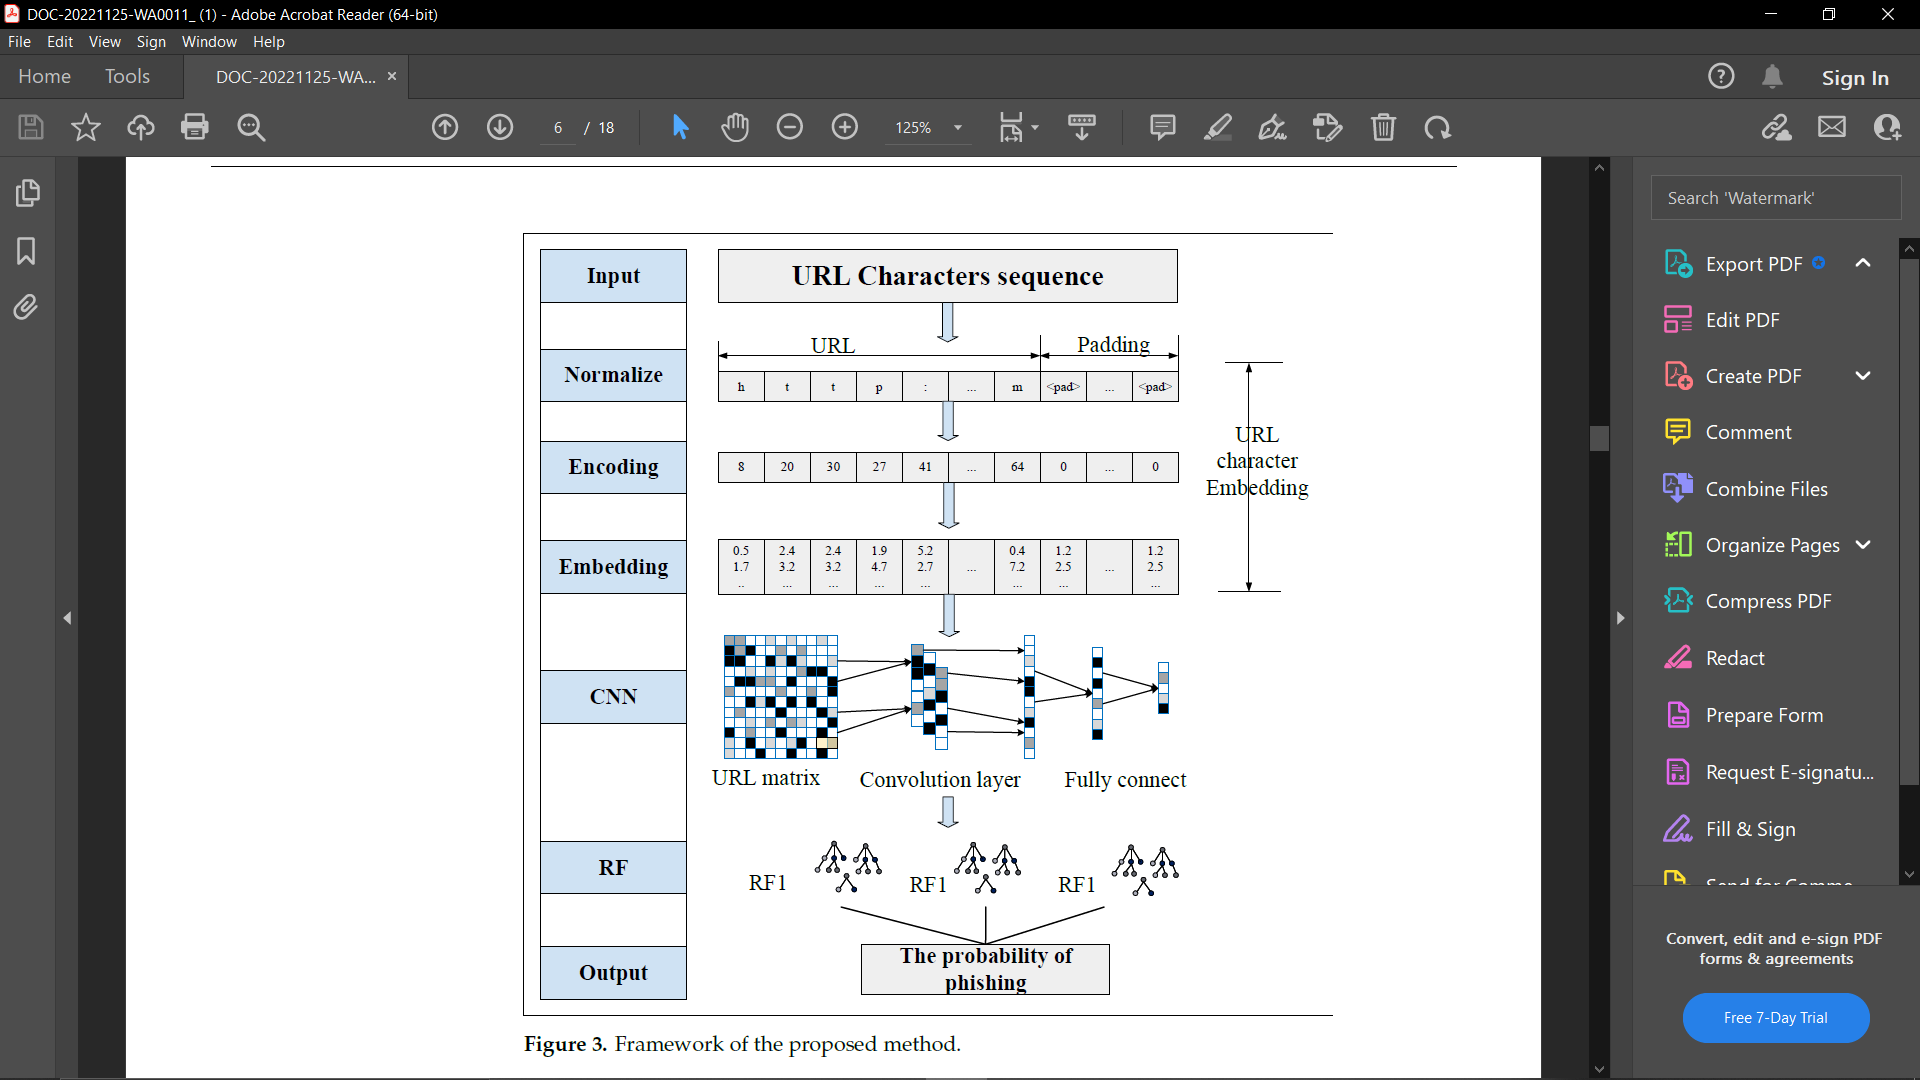 DOC-20221125-WA0011_ (1) - Adobe Acrobat Reader (64-bit)
File Edit View Sign Window Help
Home Tools DOC-20221125-WA... × Sign In
6 / 18 125%
Search 'Watermark'
Export PDF
Edit PDF
Create PDF
Comment
Combine Files
Organize Pages
Compress PDF
Redact
Prepare Form
Request E-signatu...
Fill & Sign
Convert, edit and e-sign PDF
forms & agreements
Free 7-Day Trial
Input
URL Characters sequence
URL Padding
Normalize
h t t p : ... m <pad> ... <pad>
URL
character
Embedding
Encoding
8 20 30 27 41 ... 64 0 ... 0
Embedding
0.5 2.4 2.4 1.9 5.2 0.4 1.2 1.2
1.7 3.2 3.2 4.7 2.7 ... 7.2 2.5 ... 2.5
.. ... ... ... ... ... ... ...
CNN
URL matrix Convolution layer Fully connect
RF
RF1 RF1 RF1
Output
The probability of
phishing
Figure 3. Framework of the proposed method.